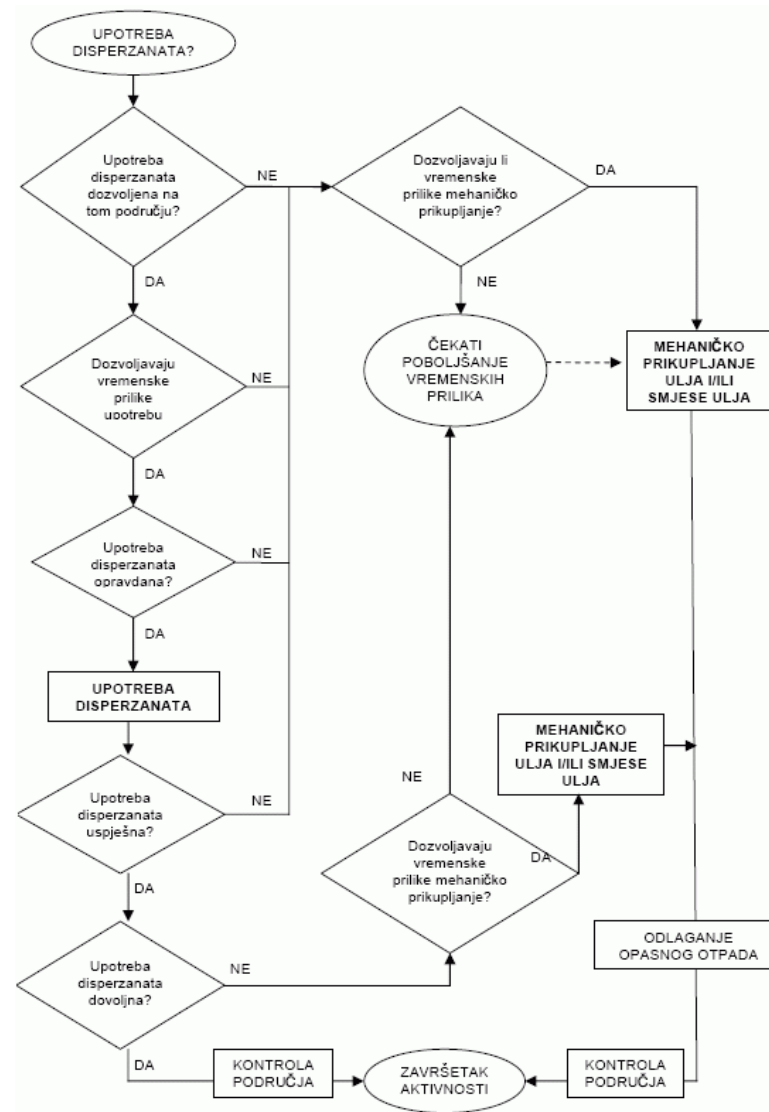 UPOTREBA
DISPERZANATA?
Upotreba
disperzanata
dozvoljena na
tom području?
NE
Dozvoljavaju li
vremenske
prilike mehaničko
prikupljanje?
DA
DA
NE
Dozvoljavaju
vremenske
prilike
upotrebu
NE
ČEKATI
POBOLJŠANJE
VREMENSKIH
PRILIKA
MEHANIČKO
PRIKUPLJANJE
ULJA I/ILI
SMJESE ULJA
DA
Upotreba
disperzanata
opravdana?
NE
DA
UPOTREBA
DISPERZANATA
MEHANIČKO
PRIKUPLJANJE
ULJA I/ILI SMJESE
ULJA
NE
Upotreba
disperzanata
uspješna?
NE
Dozvoljavaju
vremenske
prilike mehaničko
prikupljanje?
DA
DA
Upotreba
disperzanata
dovoljna?
NE
ODLAGANJE
OPASNOG OTPADA
DA
KONTROLA
PODRUČJA
ZAVRŠETAK
AKTIVNOSTI
KONTROLA
PODRUČJA